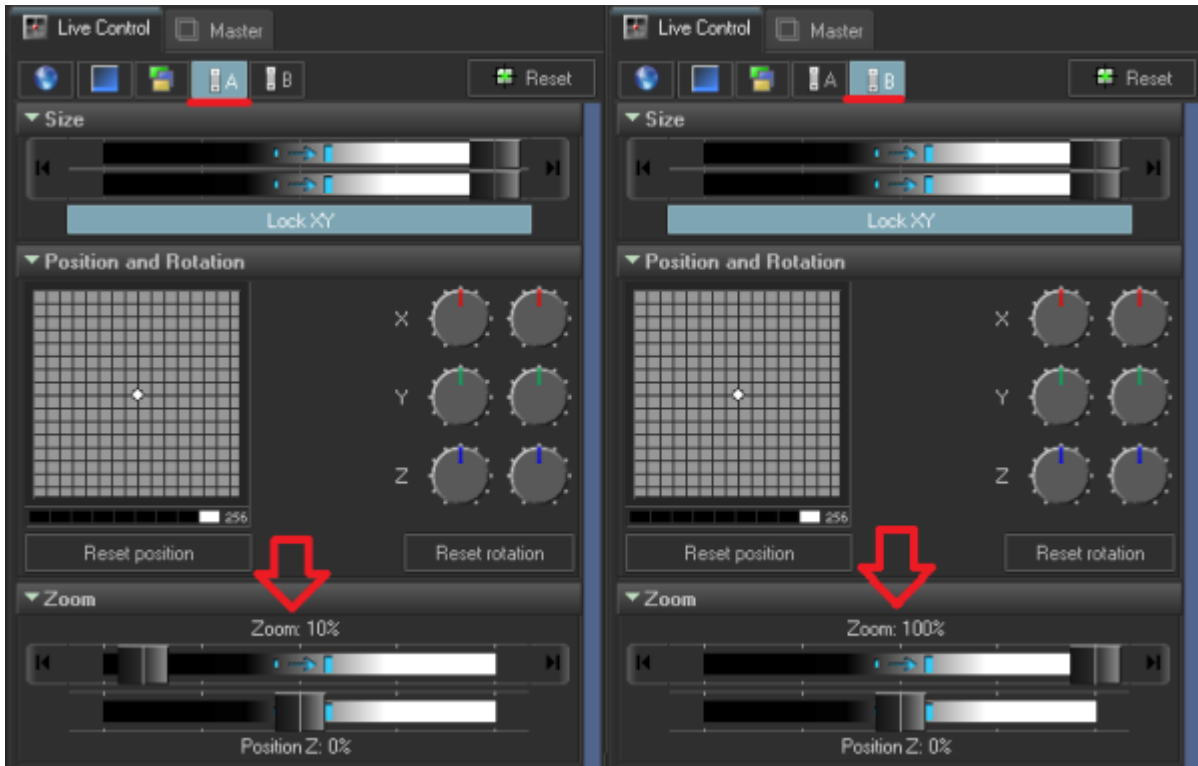 Live Control Master
A B Reset
Size
Lock XY
Position and Rotation
X
Y
Z
256
Reset position Reset rotation
Zoom
Zoom: 10%
Position Z: 0%
Live Control Master
A B Reset
Size
Lock XY
Position and Rotation
X
Y
Z
256
Reset position Reset rotation
Zoom
Zoom: 100%
Position Z: 0%